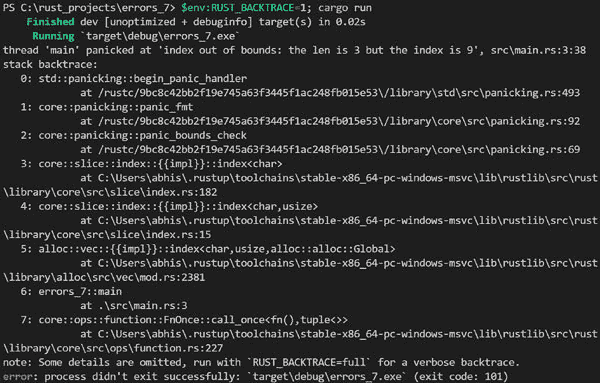 PS C:\rust_projects\errors_7> $env:RUST_BACKTRACE=1; cargo run
Finished dev [unoptimized + debuginfo] target(s) in 0.02s
Running `target\debug\errors_7.exe`
thread 'main' panicked at 'index out of bounds: the len is 3 but the index is 9', src\main.rs:3:38
stack backtrace:
0: std::panicking::begin_panic_handler
at /rustc/9bc8c42bb2f19e745a63f3445f1ac248fb015e53\/library\std\src\panicking.rs:493
1: core::panicking::panic_fmt
at /rustc/9bc8c42bb2f19e745a63f3445f1ac248fb015e53\/library\core\src\panicking.rs:92
2: core::panicking::panic_bounds_check
at /rustc/9bc8c42bb2f19e745a63f3445f1ac248fb015e53\/library\core\src\panicking.rs:69
3: core::slice::index::{{impl}}::index<char>
at C:\Users\abhis\.rustup\toolchains\stable-x86_64-pc-windows-msvc\lib\rustlib\src\rust
\library\core\src\slice\index.rs:182
4: core::slice::index::{{impl}}::index<char,usize>
at C:\Users\abhis\.rustup\toolchains\stable-x86_64-pc-windows-msvc\lib\rustlib\src\rust
\library\core\src\slice\index.rs:15
5: alloc::vec::{{impl}}::index<char,usize,alloc::alloc::Global>
at C:\Users\abhis\.rustup\toolchains\stable-x86_64-pc-windows-msvc\lib\rustlib\src\rust
\library\alloc\src\vec\mod.rs:2381
6: errors_7::main
at .\src\main.rs:3
7: core::ops::function::FnOnce::call_once<fn(),tuple<>>
at C:\Users\abhis\.rustup\toolchains\stable-x86_64-pc-windows-msvc\lib\rustlib\src\rust
\library\core\src\ops\function.rs:227
note: Some details are omitted, run with `RUST_BACKTRACE=full` for a verbose backtrace.
error: process didn't exit successfully: `target\debug\errors_7.exe` (exit code: 101)